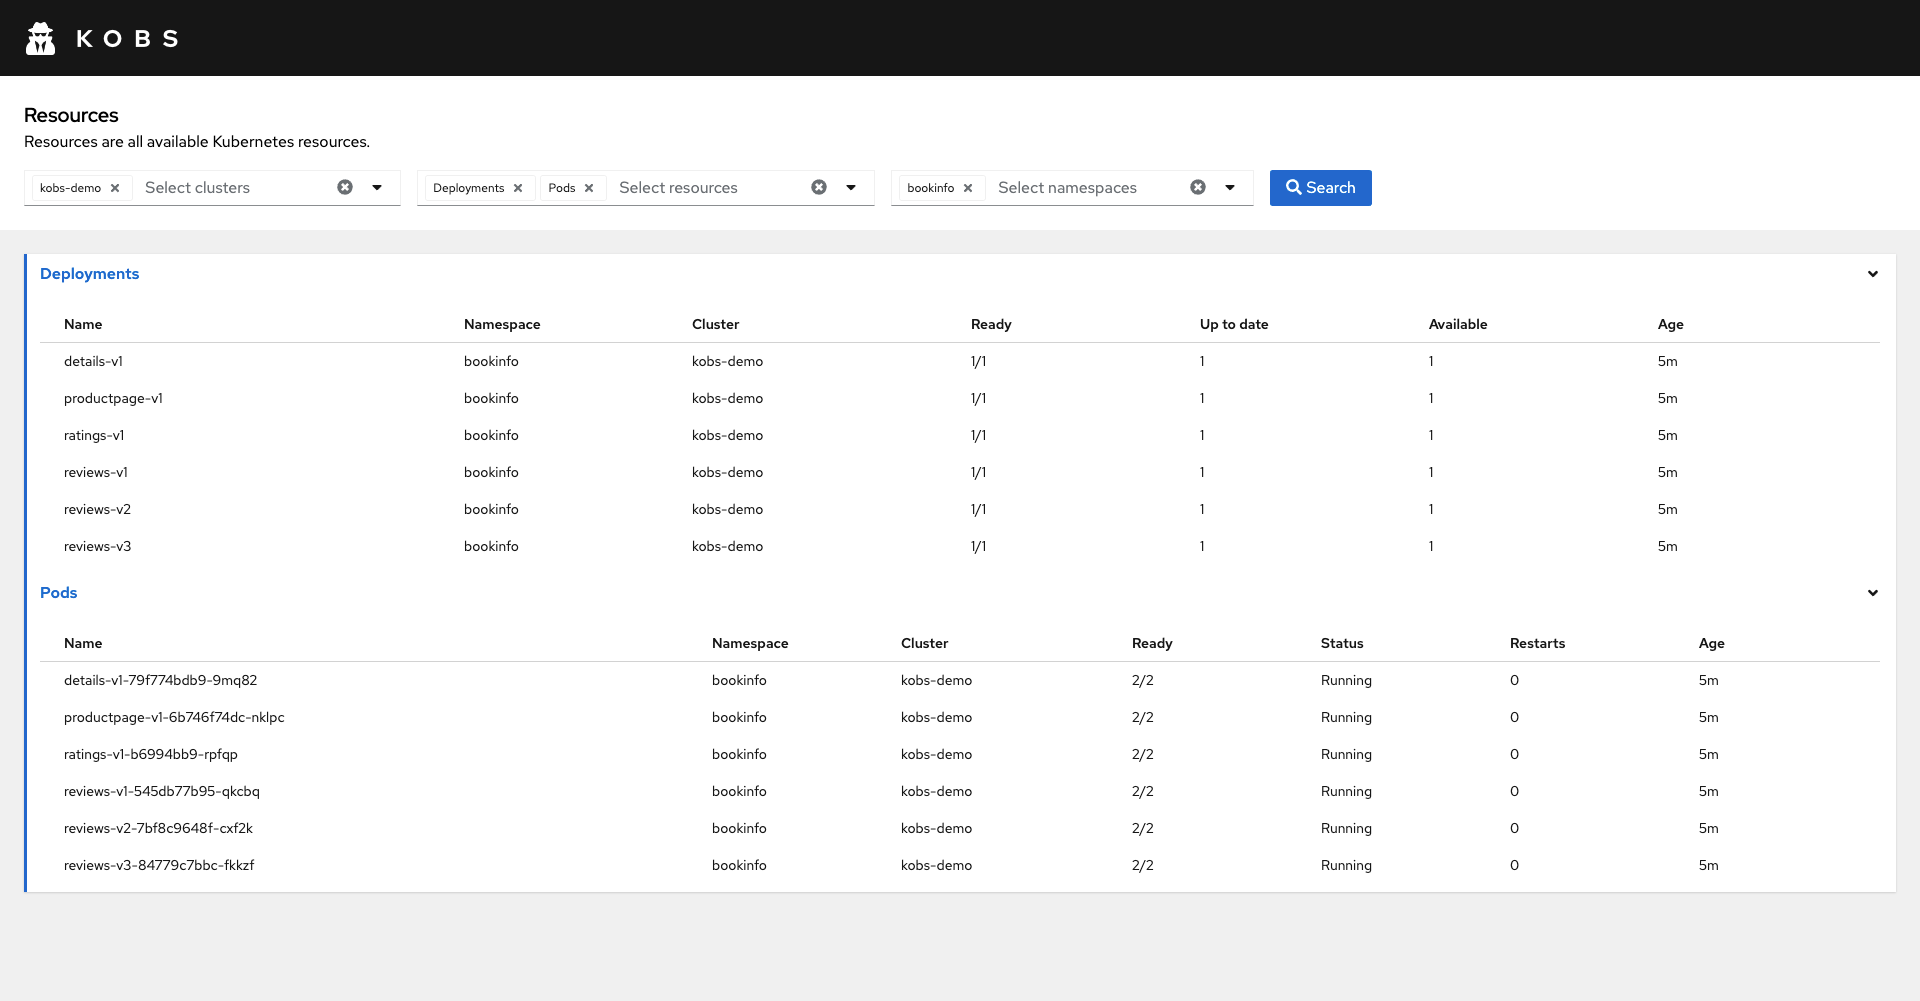 KOBS
Resources
Resources are all available Kubernetes resources.
kobs-demo Select clusters Deployments Pods Select resources bookinfo Select namespaces Search
Deployments
Name Namespace Cluster Ready Up to date Available Age
details-v1 bookinfo kobs-demo 1/1 1 1 5m
productpage-v1 bookinfo kobs-demo 1/1 1 1 5m
ratings-v1 bookinfo kobs-demo 1/1 1 1 5m
reviews-v1 bookinfo kobs-demo 1/1 1 1 5m
reviews-v2 bookinfo kobs-demo 1/1 1 1 5m
reviews-v3 bookinfo kobs-demo 1/1 1 1 5m
Pods
Name Namespace Cluster Ready Status Restarts Age
details-v1-79f774bdb9-9mq82 bookinfo kobs-demo 2/2 Running 0 5m
productpage-v1-6b746f74dc-nklpc bookinfo kobs-demo 2/2 Running 0 5m
ratings-v1-b6994bb9-rpfqp bookinfo kobs-demo 2/2 Running 0 5m
reviews-v1-545db77b95-qkcbq bookinfo kobs-demo 2/2 Running 0 5m
reviews-v2-7bf8c9648f-cxf2k bookinfo kobs-demo 2/2 Running 0 5m
reviews-v3-84779c7bbc-fkkzf bookinfo kobs-demo 2/2 Running 0 5m